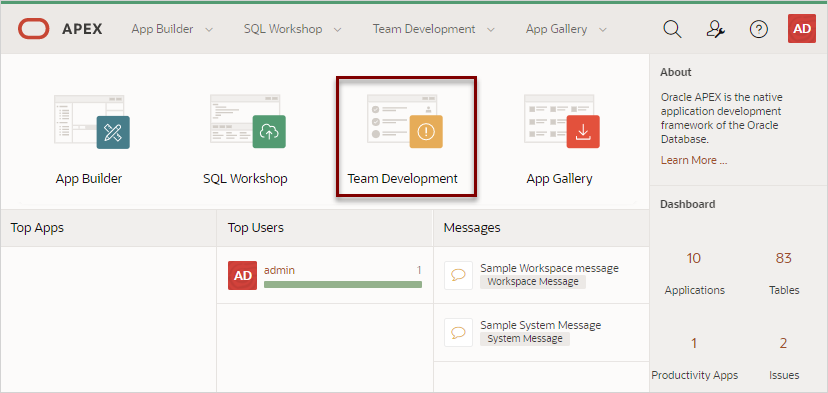 APEX
App Builder
SQL Workshop
Team Development
App Gallery
AD
App Builder
SQL Workshop
Team Development
App Gallery
About
Oracle APEX is the native
application development
framework of the Oracle
Database.
Learn More ...
Top Apps
Top Users
AD
admin
1
Messages
Sample Workspace message
Workspace Message
Sample System Message
System Message
Dashboard
10
Applications
83
Tables
1
Productivity Apps
2
Issues